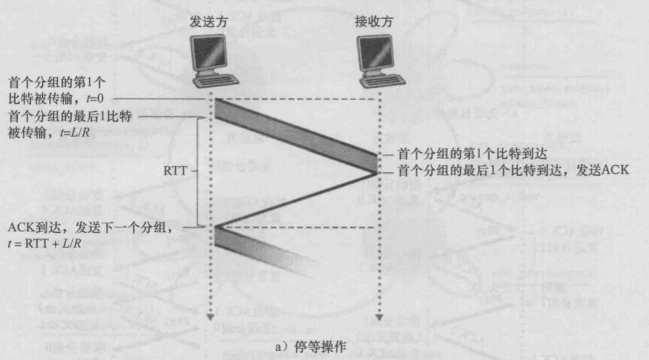 发送方
接收方
首个分组的第1个
比特被传输，t=0
首个分组的最后1比特
被传输，t=L/R
RTT
首个分组的第1个比特到达
首个分组的最后1个比特到达，发送ACK
ACK到达，发送下一个分组，
t = RTT + L/R
a）停等操作